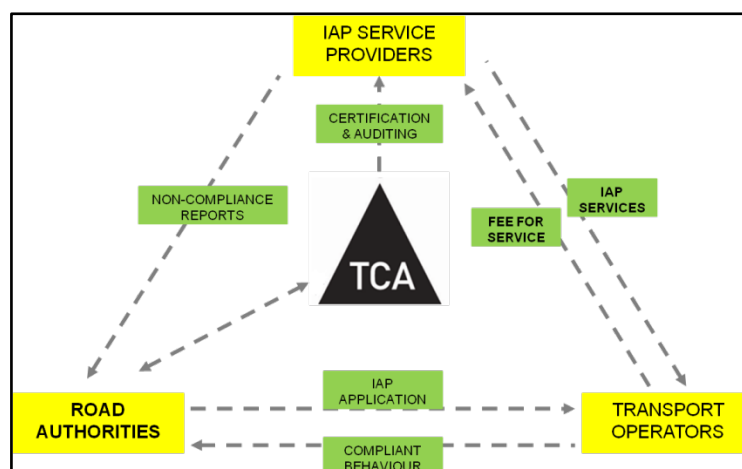 IAP SERVICE
PROVIDERS
CERTIFICATION
& AUDITING
NON-COMPLIANCE
REPORTS
IAP
SERVICES
FEE FOR
SERVICE
TCA
IAP
APPLICATION
ROAD
AUTHORITIES
TRANSPORT
OPERATORS
COMPLIANT
BEHAVIOUR